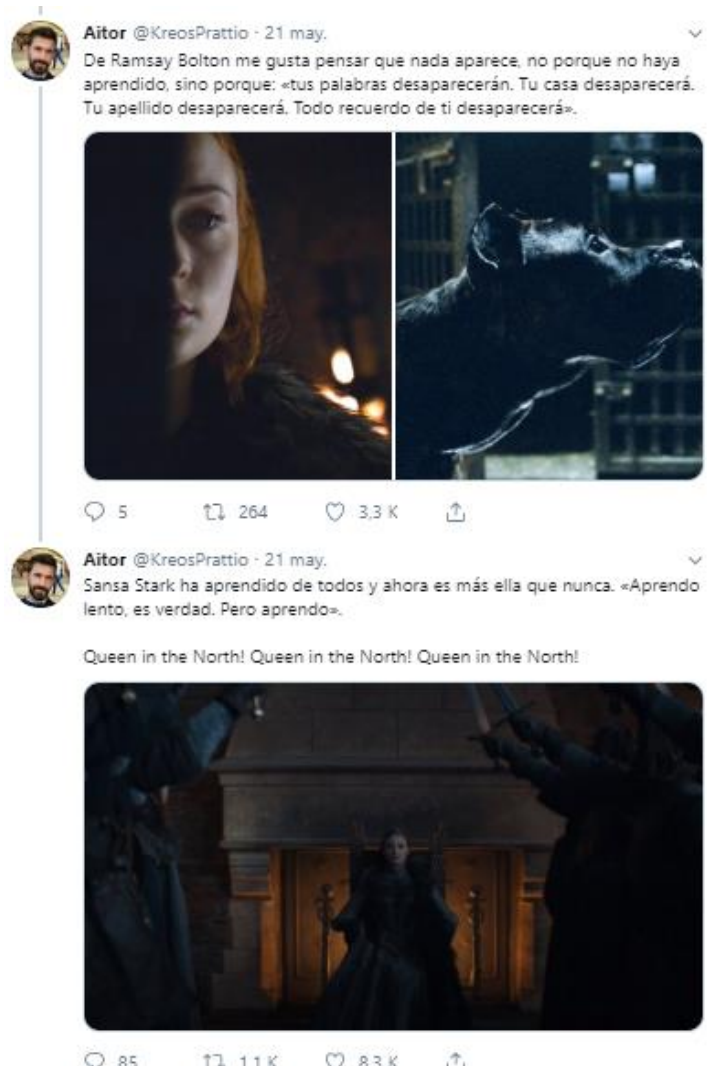 Aitor @KreosPrattio · 21 may.
De Ramsay Bolton me gusta pensar que nada aparece, no porque no haya
aprendido, sino porque: «tus palabras desaparecerán. Tu casa desaparecerá.
Tu apellido desaparecerá. Todo recuerdo de ti desaparecerá».
5 264 3,3 K
Aitor @KreosPrattio · 21 may.
Sansa Stark ha aprendido de todos y ahora es más ella que nunca. «Aprendo
lento, es verdad. Pero aprendo».
Queen in the North! Queen in the North! Queen in the North!
85 1,1 K 8,3 K